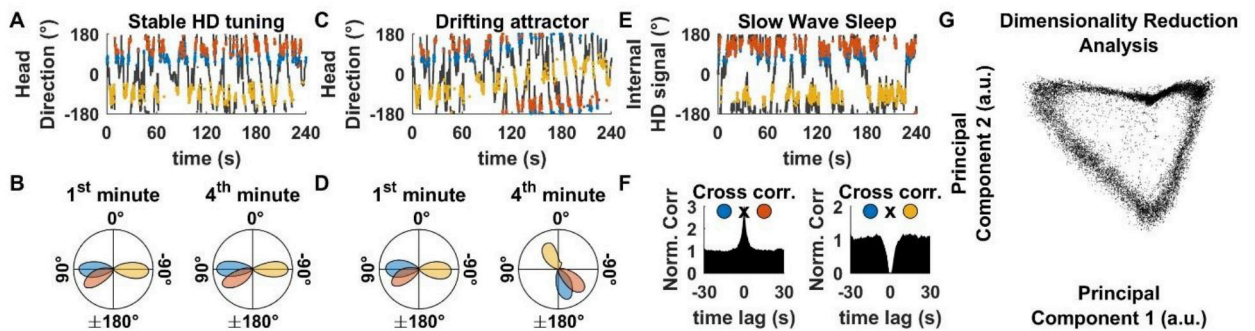 A
Stable HD tuning
Head
Direction (°)
180
0
-180
0 60 120 180 240
time (s)
B
1st minute
0°
90°
-90°
±180°
4th minute
0°
90°
-90°
±180°
C
Drifting attractor
Head
Direction (°)
180
0
-180
0 60 120 180 240
time (s)
D
1st minute
0°
90°
-90°
±180°
4th minute
0°
90°
-90°
±180°
E
Slow Wave Sleep
Internal
HD signal (°)
180
0
-180
0 60 120 180 240
time (s)
F
Cross corr.
x
Norm. Corr
3
2
1
0
-30 0 30
time lag (s)
Cross corr.
x
Norm. Corr
2
1
0
-30 0 30
time lag (s)
G
Dimensionality Reduction
Analysis
Principal
Component 2 (a.u.)
Principal
Component 1 (a.u.)